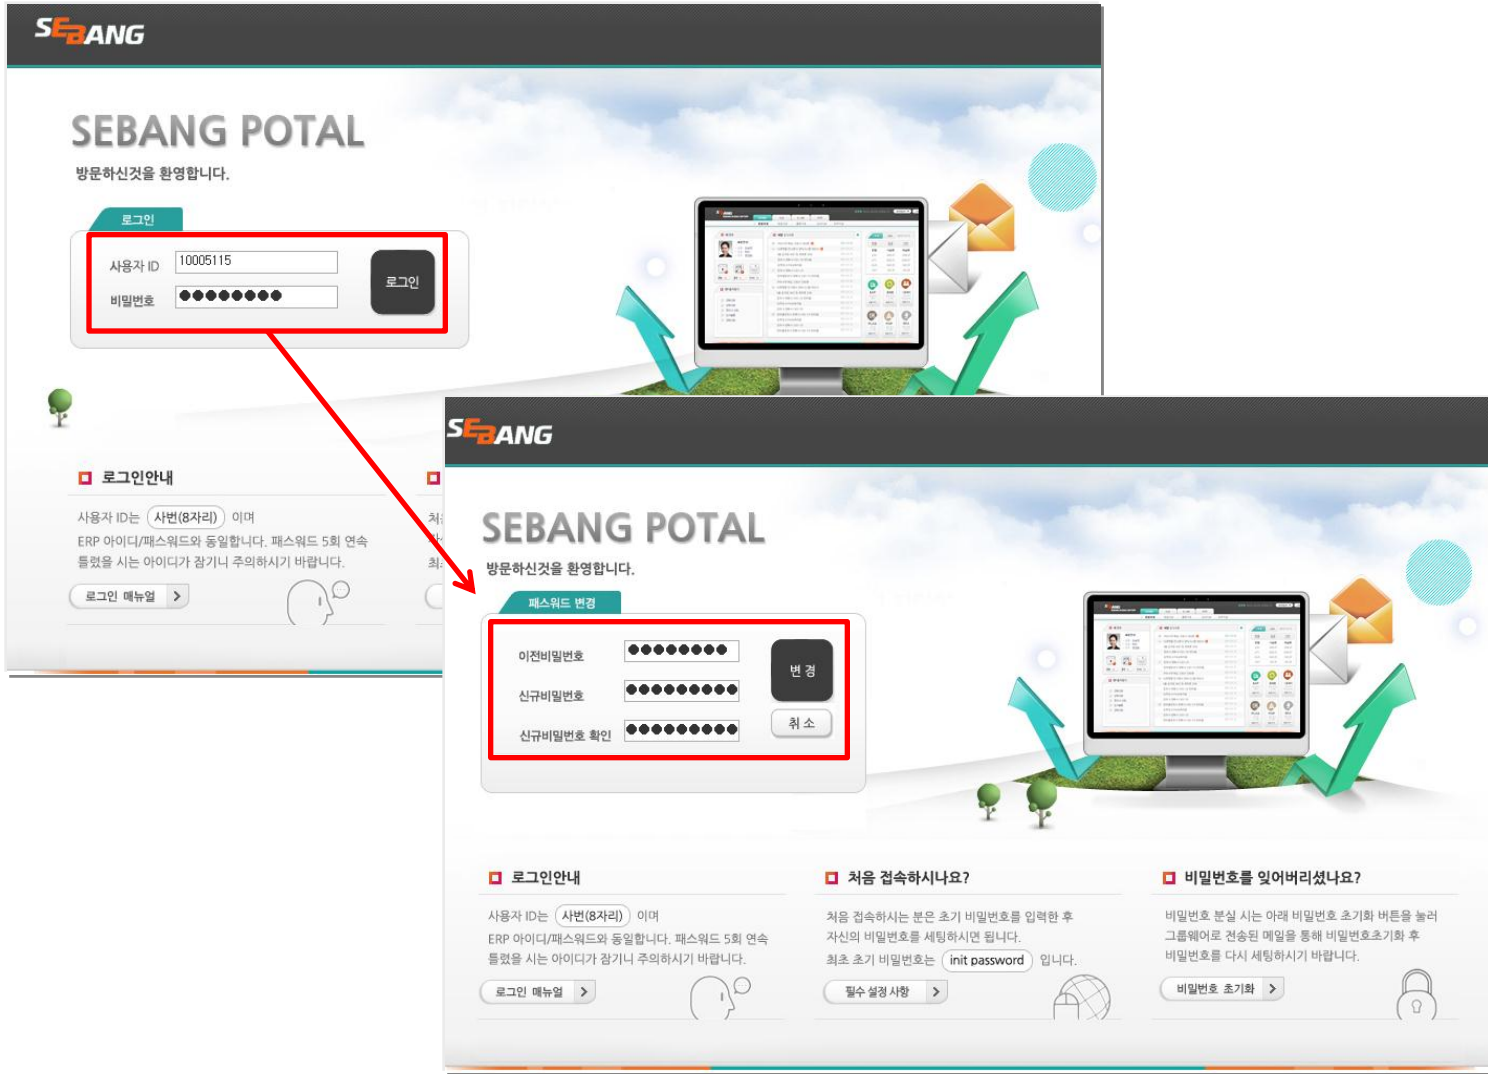 SEBANG
SEBANG POTAL
방문하신것을 환영합니다.
로그인
사용자 ID
10005115
로그인
비밀번호
로그인안내
사용자 ID는 사번(8자리) 이며
ERP 아이디/패스워드와 동일합니다. 패스워드 5회 연속
틀렸을 시는 아이디가 잠기니 주의하시기 바랍니다.
로그인 매뉴얼
SEBANG
SEBANG POTAL
방문하신것을 환영합니다.
패스워드 변경
이전비밀번호
변경
신규비밀번호
신규비밀번호 확인
취소
로그인안내
사용자 ID는 사번(8자리) 이며
ERP 아이디/패스워드와 동일합니다. 패스워드 5회 연속
틀렸을 시는 아이디가 잠기니 주의하시기 바랍니다.
로그인 매뉴얼
처음 접속하시나요?
처음 접속하시는 분은 초기 비밀번호를 입력한 후
자신의 비밀번호를 세팅하시면 됩니다.
최초 초기 비밀번호는 init password 입니다.
필수 설정 사항
비밀번호를 잊어버리셨나요?
비밀번호 분실 시는 아래 비밀번호 초기화 버튼을 눌러
그룹웨어로 전송된 메일을 통해 비밀번호초기화 후
비밀번호를 다시 세팅하시기 바랍니다.
비밀번호 초기화